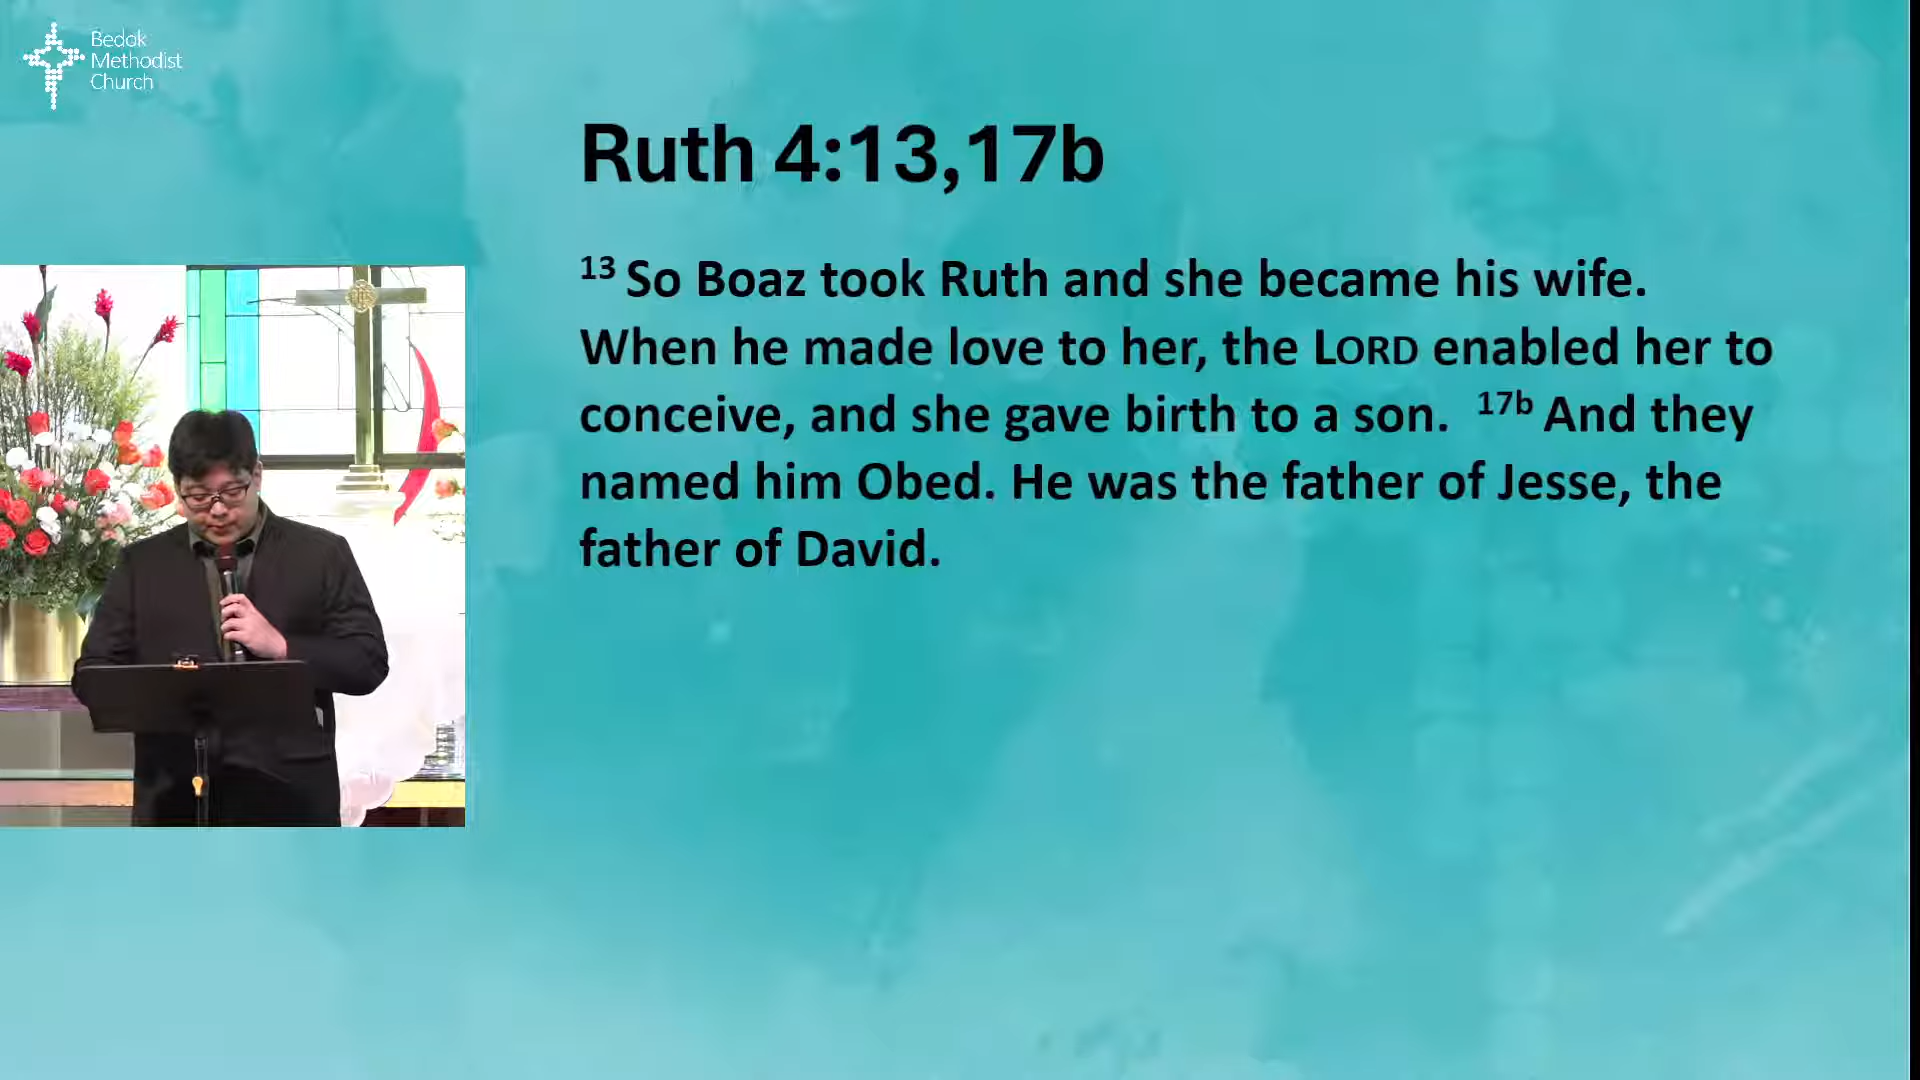 Bedok
Methodist
Church
Ruth 4:13,17b
13 So Boaz took Ruth and she became his wife.
When he made love to her, the LORD enabled her to
conceive, and she gave birth to a son. 17b And they
named him Obed. He was the father of Jesse, the
father of David.